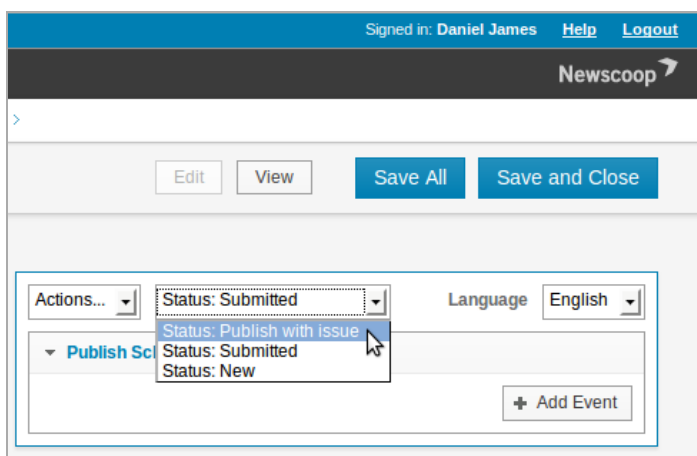 Signed in: Daniel James Help Logout
Newscoop
>
Edit View Save All Save and Close
Actions... Status: Submitted Language English
Status: Publish with issue
Status: Submitted
Publish Sc
Status: New
+ Add Event